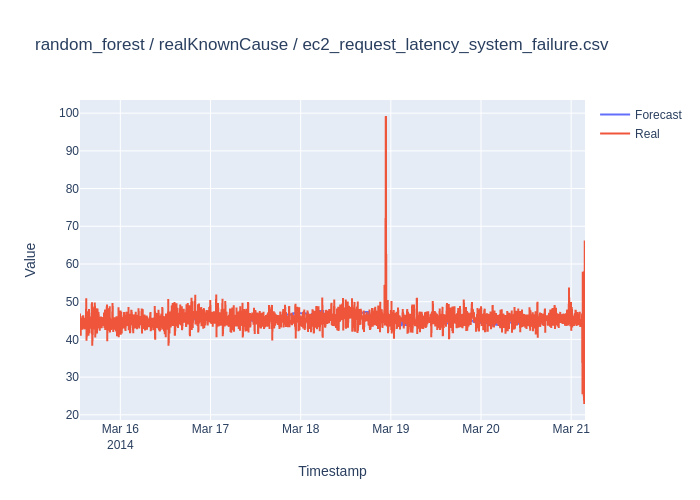 random_forest / realKnownCause / ec2_request_latency_system_failure.csv
Forecast
Real
Value
100
90
80
70
60
50
40
30
20
Mar 16
2014
Mar 17
Mar 18
Mar 19
Mar 20
Mar 21
Timestamp